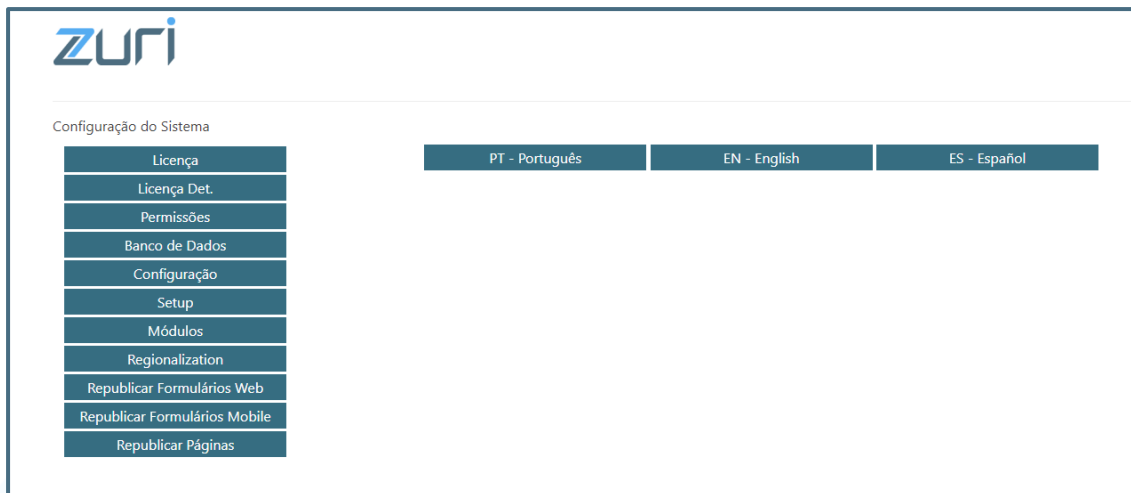 zuri
Configuração do Sistema
Licença
PT - Português
EN - English
ES - Español
Licença Det.
Permissões
Banco de Dados
Configuração
Setup
Módulos
Regionalization
Republicar Formulários Web
Republicar Formulários Mobile
Republicar Páginas